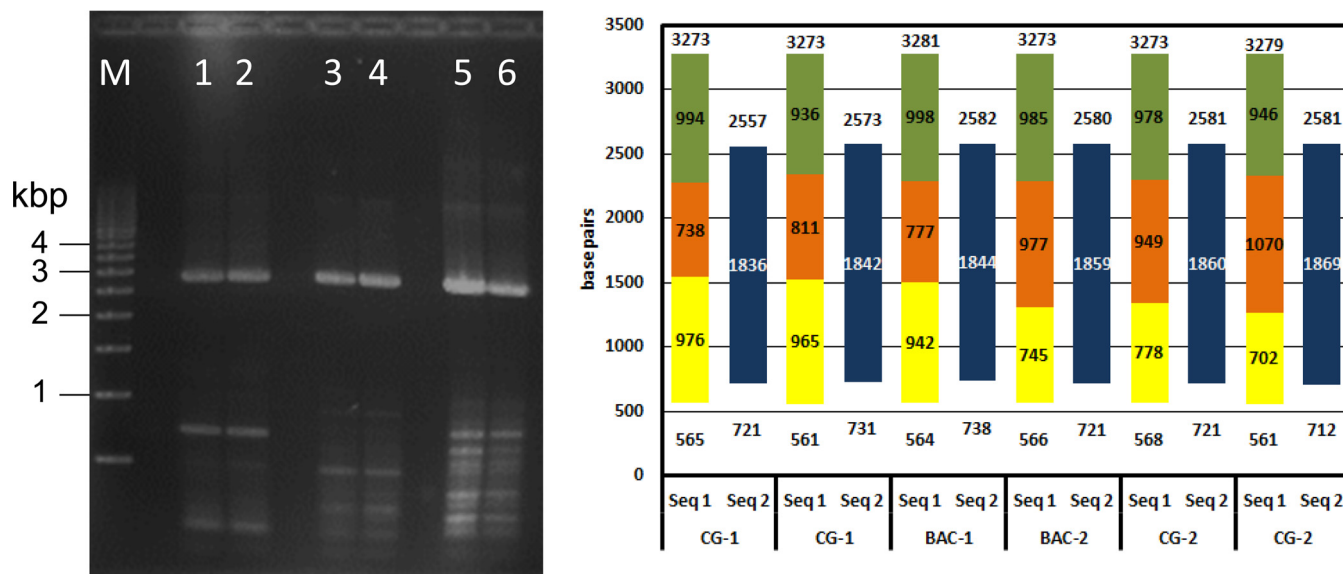 M 1 2 3 4 5 6
kbp
4
3
2
1
base pairs
3500
3000
2500
2000
1500
1000
500
0
3273 3273 3281 3273 3273 3279
994 2557 936 2573 998 2582 985 2580 978 2581 946 2581
738 1836 811 1842 777 1844 977 1859 949 1860 1070 1869
976 965 942 745 778 702
565 721 561 731 564 738 566 721 568 721 561 712
Seq 1 Seq 2 Seq 1 Seq 2 Seq 1 Seq 2 Seq 1 Seq 2 Seq 1 Seq 2 Seq 1 Seq 2
CG-1 CG-1 BAC-1 BAC-2 CG-2 CG-2